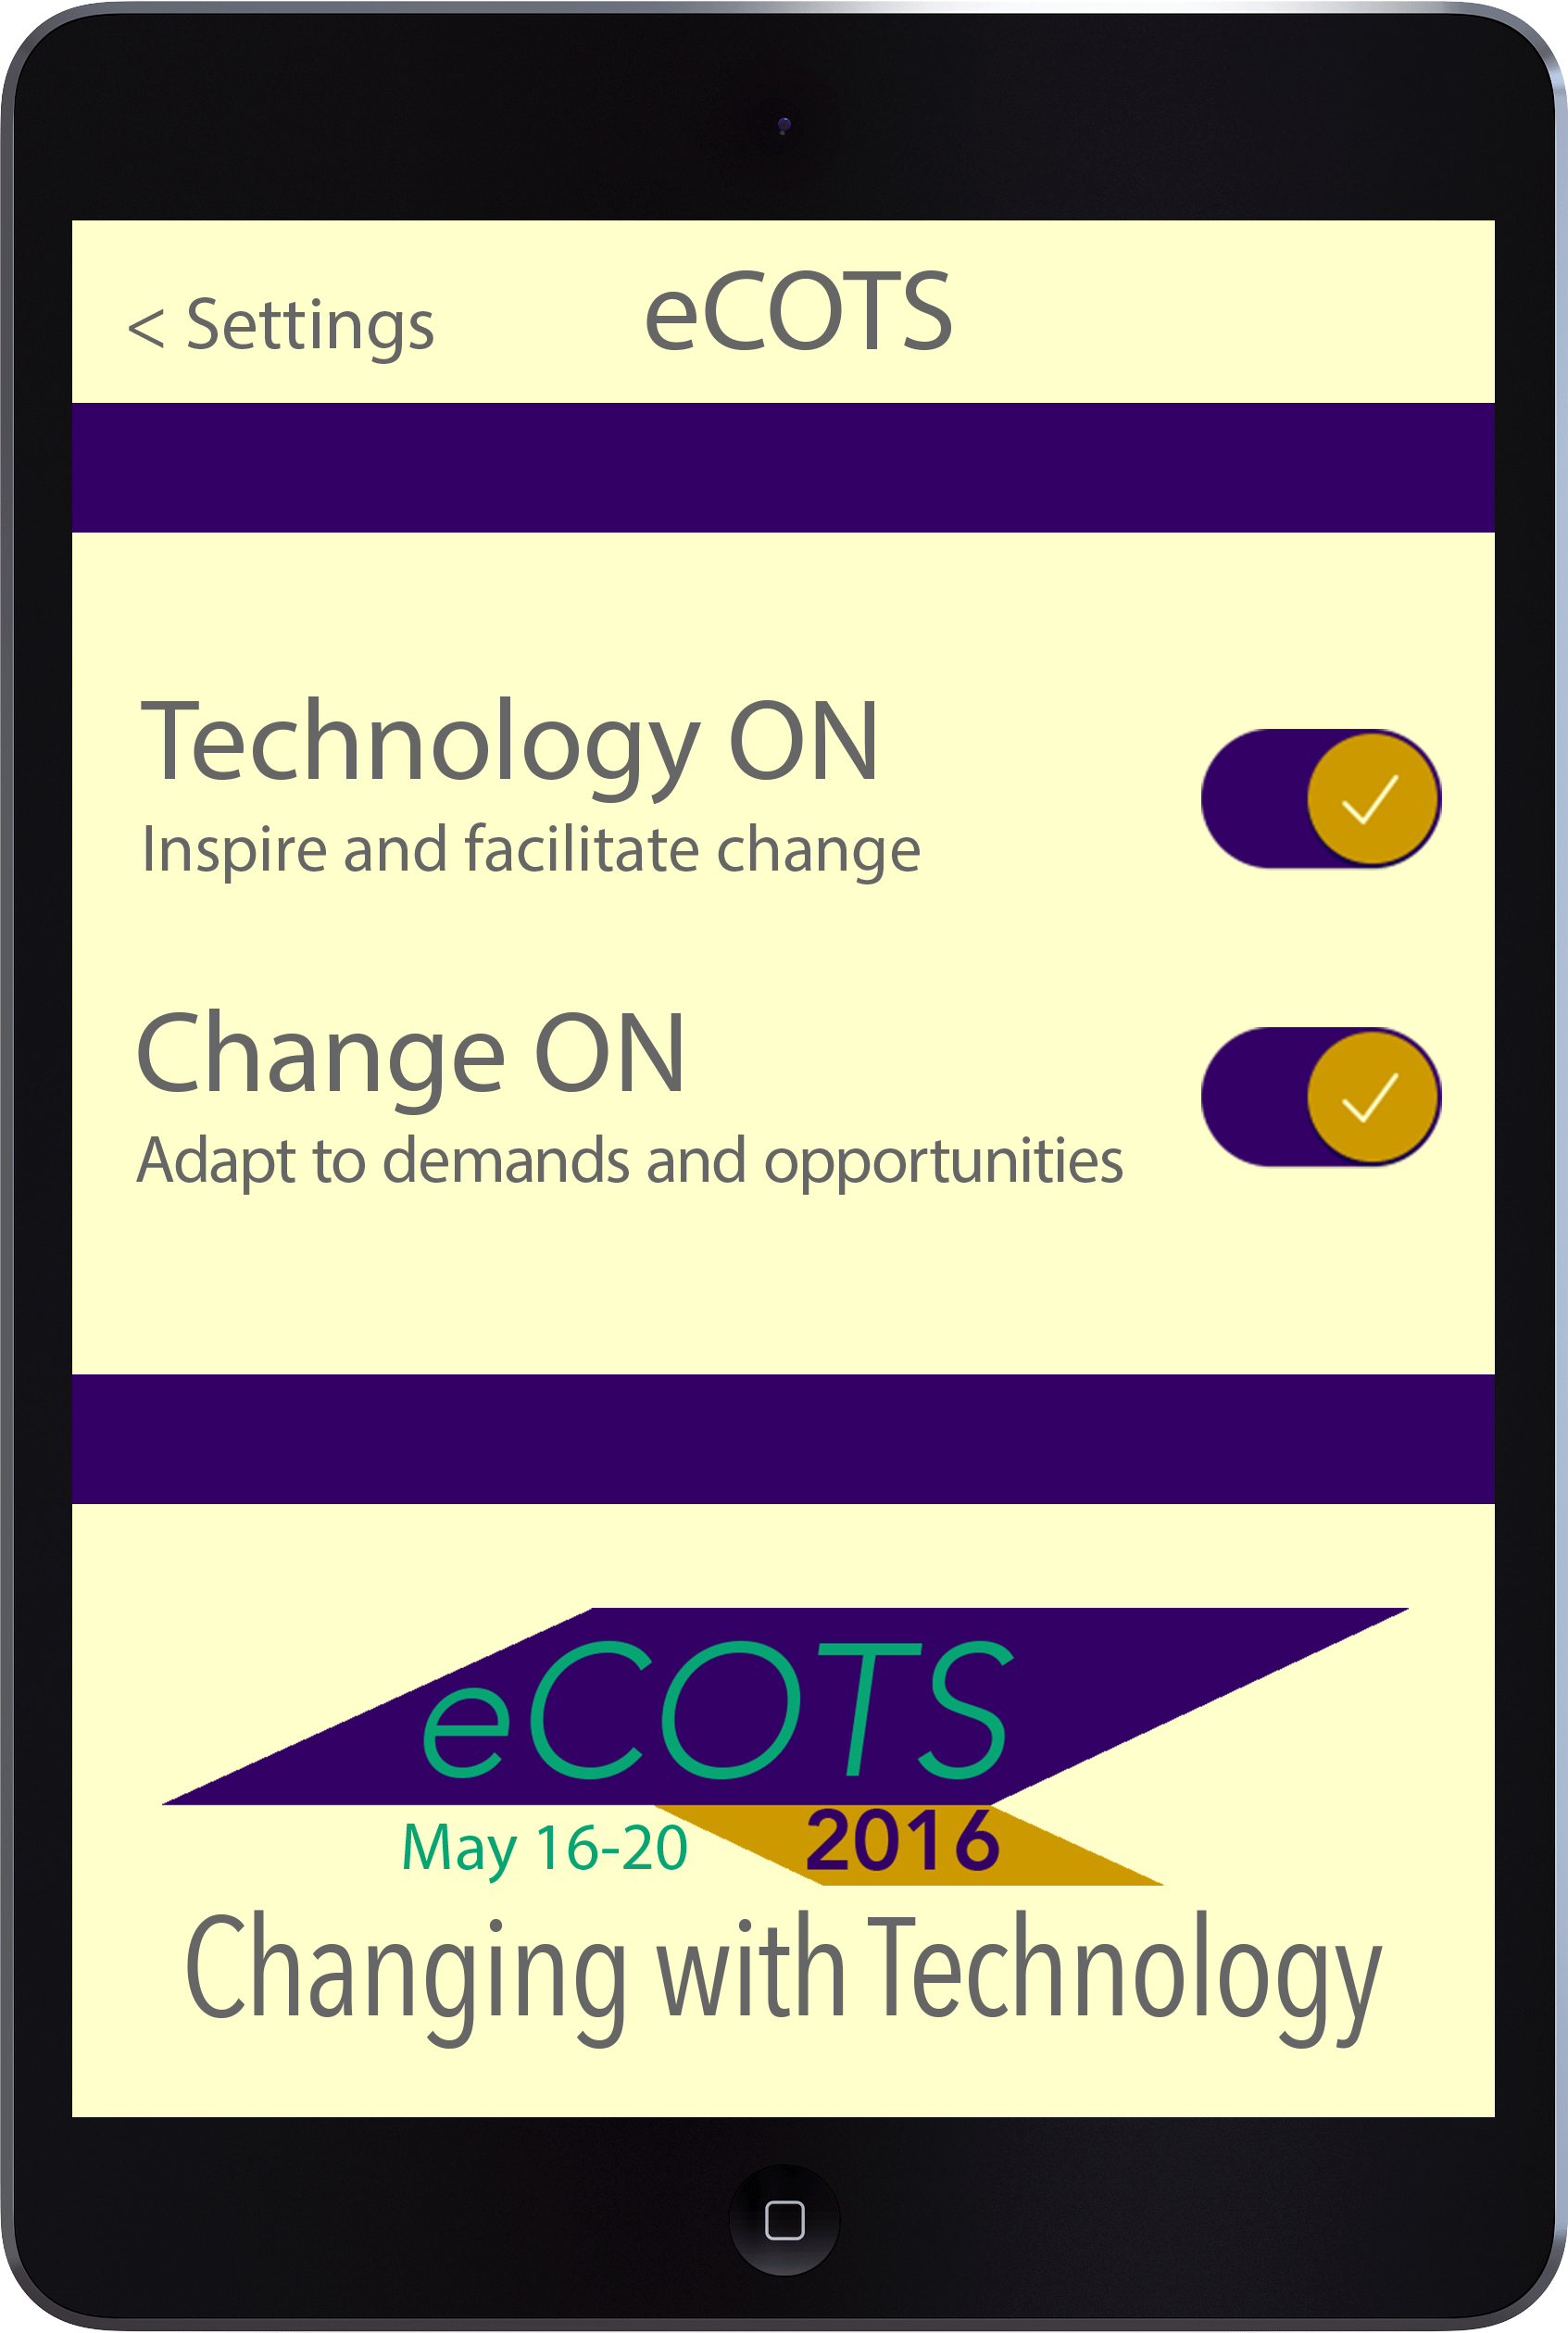 < Settings eCOTS
Technology ON
Inspire and facilitate change
Change ON
Adapt to demands and opportunities
eCOTS
May 16-20 2016
Changing with Technology